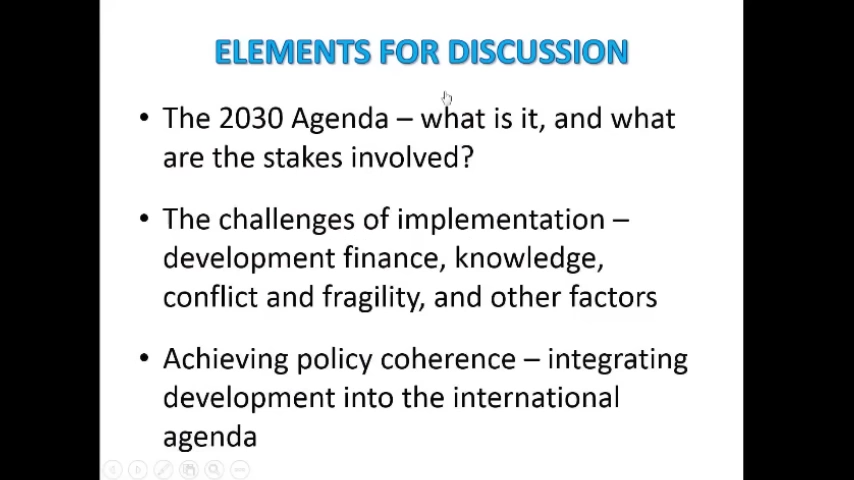 ELEMENTS FOR DISCUSSION
• The 2030 Agenda – what is it, and what
are the stakes involved?
• The challenges of implementation –
development finance, knowledge,
conflict and fragility, and other factors
• Achieving policy coherence – integrating
development into the international
agenda